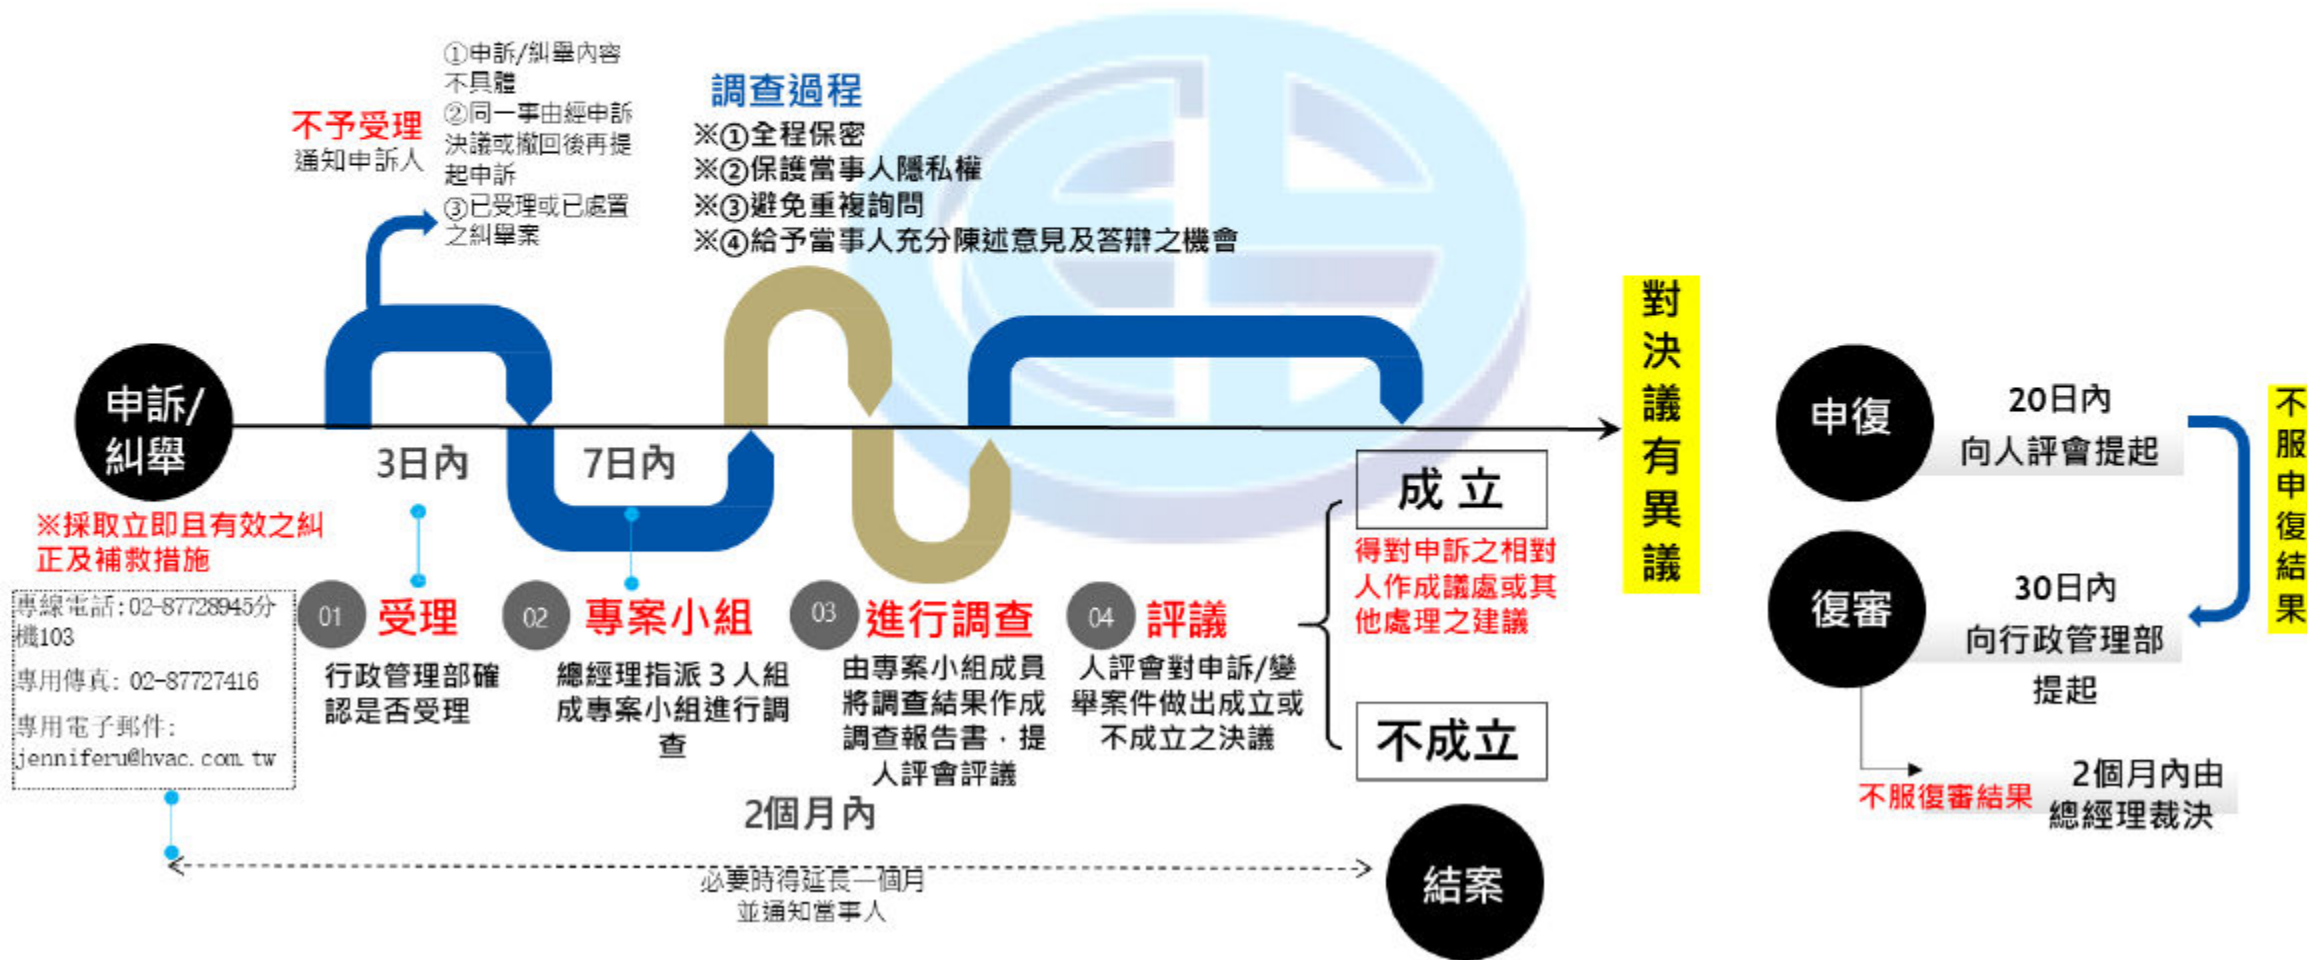 ①申訴/糾舉內容
不具體
②同一事由經申訴
決議或撤回後再提
起申訴
③已受理或已處置
之糾舉案
不予受理
通知申訴人
調查過程
※①全程保密
※②保護當事人隱私權
※③避免重複詢問
※④給予當事人充分陳述意見及答辯之機會
申訴/
糾舉
※採取立即且有效之糾
正及補救措施
專線電話:02-87728945分
機103
專用傳真: 02-87727416
專用電子郵件:
jenniferu@hvac.com.tw
3日內
7日內
01 受理
行政管理部確
認是否受理
02 專案小組
總經理指派 3 人組
成專案小組進行調
查
03 進行調查
由專案小組成員
將調查結果作成
調查報告書，提
人評會評議
04 評議
人評會對申訴/變
舉案件做出成立或
不成立之決議
成 立
得對申訴之相對
人作成議處或其
他處理之建議
不成立
2個月內
必要時得延長一個月
並通知當事人
結案
對決議有異議
申復
20日內
向人評會提起
不服申復結果
復審
30日內
向行政管理部
提起
不服復審結果
2個月內由
總經理裁決